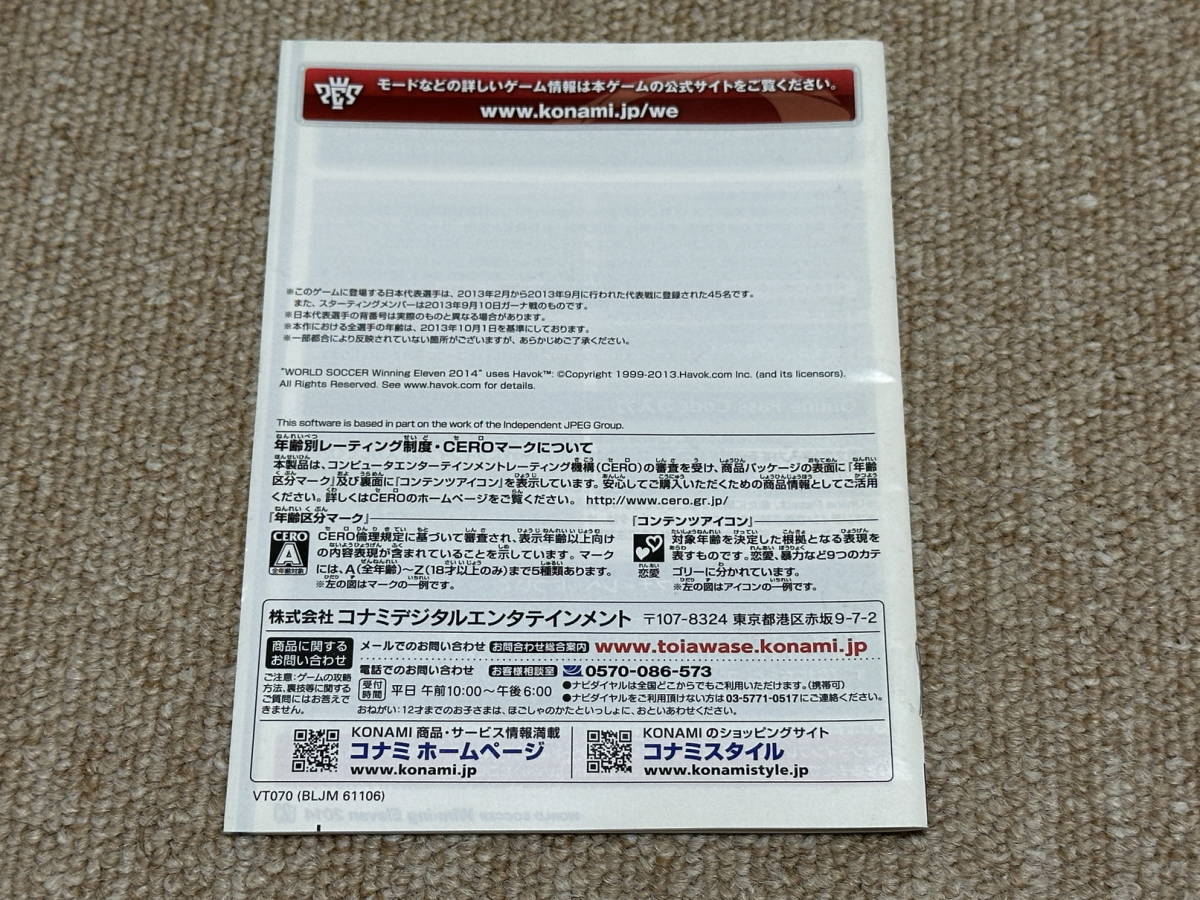 PES
モードなどの詳しいゲーム情報は本ゲームの公式サイトをご覧ください。
www.konami.jp/we
※このゲームに登場する日本代表選手は、2013年2月から2013年9月に行われた代表戦に登録された45名です。
また、スターティングメンバーは2013年9月10日ガーナ戦のものです。
※日本代表選手の背番号は実際のものと異なる場合があります。
※本作における全選手の年齢は、2013年10月1日を基準にしております。
※一部都合により反映されていない箇所がございますが、あらかじめご了承ください。
"WORLD SOCCER Winning Eleven 2014" uses Havok™: ©Copyright 1999-2013.Havok.com Inc. (and its licensors).
All Rights Reserved. See www.havok.com for details.
This software is based in part on the work of the Independent JPEG Group.
年齢別レーティング制度・CEROマークについて
本製品は、コンピュータエンターテインメントレーティング機構(CERO)の審査を受け、商品パッケージの表面に『年齢
区分マーク』及び裏面に『コンテンツアイコン』を表示しています。安心してご購入いただくための商品情報としてご活用
ください。詳しくはCEROのホームページをご覧ください。 http://www.cero.gr.jp/
『年齢区分マーク』
CERO
A
全年齢対象
CERO倫理規定に基づいて審査され、表示年齢以上向け
の内容表現が含まれていることを示しています。マーク
には、A(全年齢)～Z(18才以上のみ)まで5種類あります。
※左の図はマークの一例です。
『コンテンツアイコン』
恋愛
対象年齢を決定した根拠となる表現を
表すものです。恋愛、暴力など9つのカテ
ゴリーに分かれています。
※左の図はアイコンの一例です。
株式会社 コナミデジタルエンタテインメント 〒107-8324 東京都港区赤坂9-7-2
商品に関する
お問い合わせ
ご注意:ゲームの攻略
方法、裏技等に関する
ご質問にはお答えで
きません。
メールでのお問い合わせ お問合わせ総合案内 www.toiawase.konami.jp
電話でのお問い合わせ お客様相談室 0570-086-573
受付
時間
平日 午前10:00～午後6:00
●ナビダイヤルは全国どこからでもご利用いただけます。(携帯可)
●ナビダイヤルをご利用頂けない方は03-5771-0517にご連絡ください。
おねがい:12才までのお子さまは、ほごしゃのかたといっしょに、おといあわせください。
KONAMI 商品・サービス情報満載
コナミ ホームページ
www.konami.jp
KONAMI のショッピングサイト
コナミスタイル
www.konamistyle.jp
VT070 (BLJM 61106)